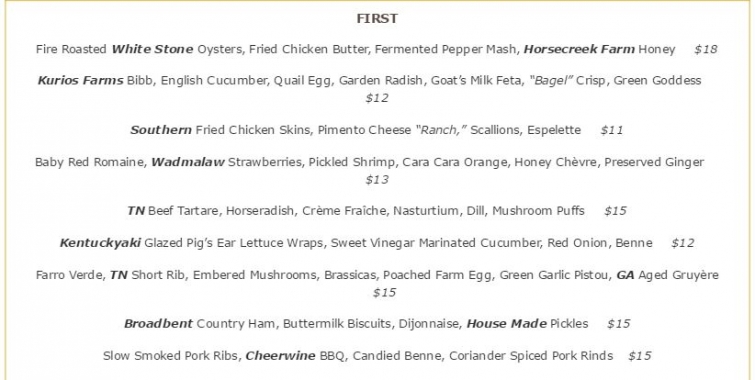 FIRST
Fire Roasted White Stone Oysters, Fried Chicken Butter, Fermented Pepper Mash, Horsecreek Farm Honey $18
Kurios Farms Bibb, English Cucumber, Quail Egg, Garden Radish, Goat's Milk Feta, "Bagel" Crisp, Green Goddess
$12
Southern Fried Chicken Skins, Pimento Cheese "Ranch," Scallions, Espelette $11
Baby Red Romaine, Wadmalaw Strawberries, Pickled Shrimp, Cara Cara Orange, Honey Chèvre, Preserved Ginger
$13
TN Beef Tartare, Horseradish, Crème Fraîche, Nasturtium, Dill, Mushroom Puffs $15
Kentuckyaki Glazed Pig's Ear Lettuce Wraps, Sweet Vinegar Marinated Cucumber, Red Onion, Benne $12
Farro Verde, TN Short Rib, Embered Mushrooms, Brassicas, Poached Farm Egg, Green Garlic Pistou, GA Aged Gruyère
$15
Broadbent Country Ham, Buttermilk Biscuits, Dijonnaise, House Made Pickles $15
Slow Smoked Pork Ribs, Cheerwine BBQ, Candied Benne, Coriander Spiced Pork Rinds $15